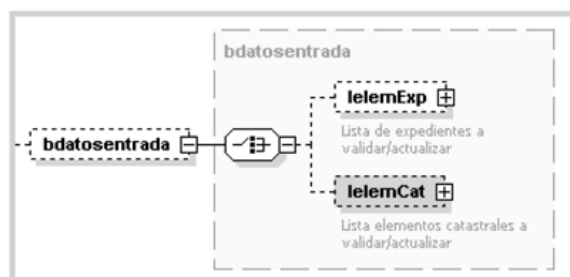 bdatosentrada
bdatosentrada
lelemExp
Lista de expedientes a
validar/actualizar
lelemCat
Lista elementos catastrales a
validar/actualizar